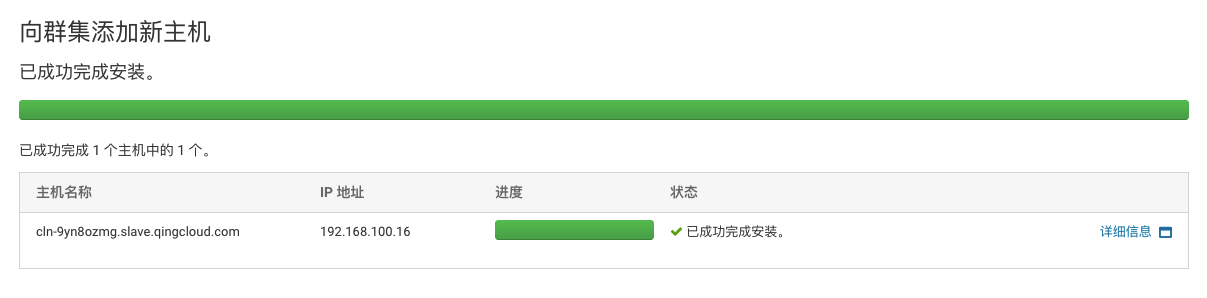 向群集添加新主机
已成功完成安装。
已成功完成 1 个主机中的 1 个。
主机名称 IP 地址 进度 状态
cln-9yn8ozmg.slave.qingcloud.com 192.168.100.16 已成功完成安装。 详细信息